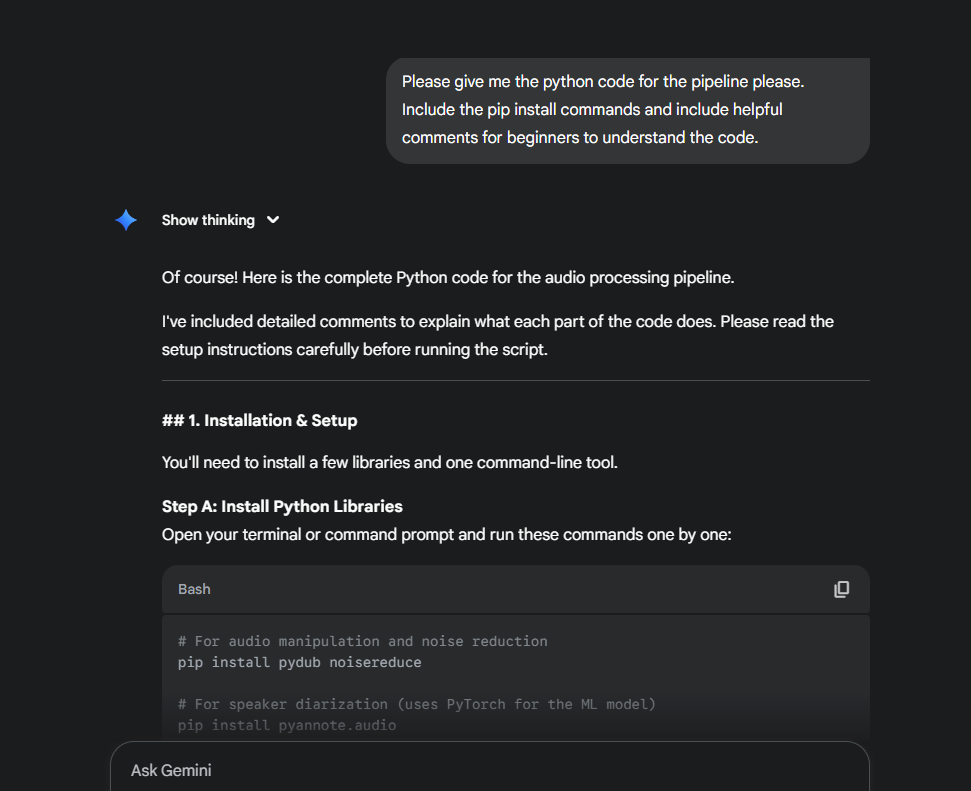 Please give me the python code for the pipeline please.
Include the pip install commands and include helpful
comments for beginners to understand the code.
Show thinking
Of course! Here is the complete Python code for the audio processing pipeline.
I've included detailed comments to explain what each part of the code does. Please read the
setup instructions carefully before running the script.
## 1. Installation & Setup
You'll need to install a few libraries and one command-line tool.
Step A: Install Python Libraries
Open your terminal or command prompt and run these commands one by one:
Bash
# For audio manipulation and noise reduction
pip install pydub noisereduce
# For speaker diarization (uses PyTorch for the ML model)
pip install pyannote.audio
Ask Gemini